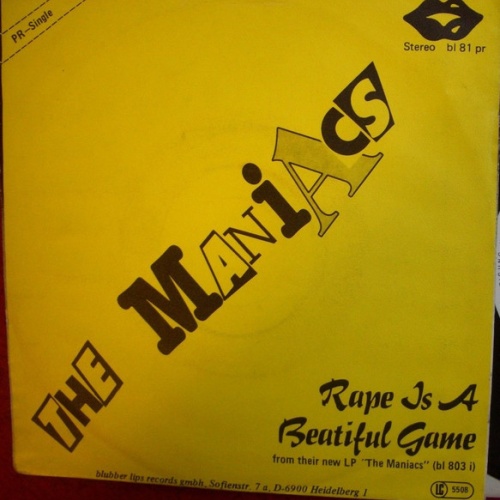 PR-Single
Stereo bl 81 pr
THE MANiACS
Rape Is A
Beatiful Game
from their new LP "The Maniacs" (bl 803 i)
blubber lips records gmbh, Sofienstr. 7 a, D-6900 Heidelberg 1
LC 5508